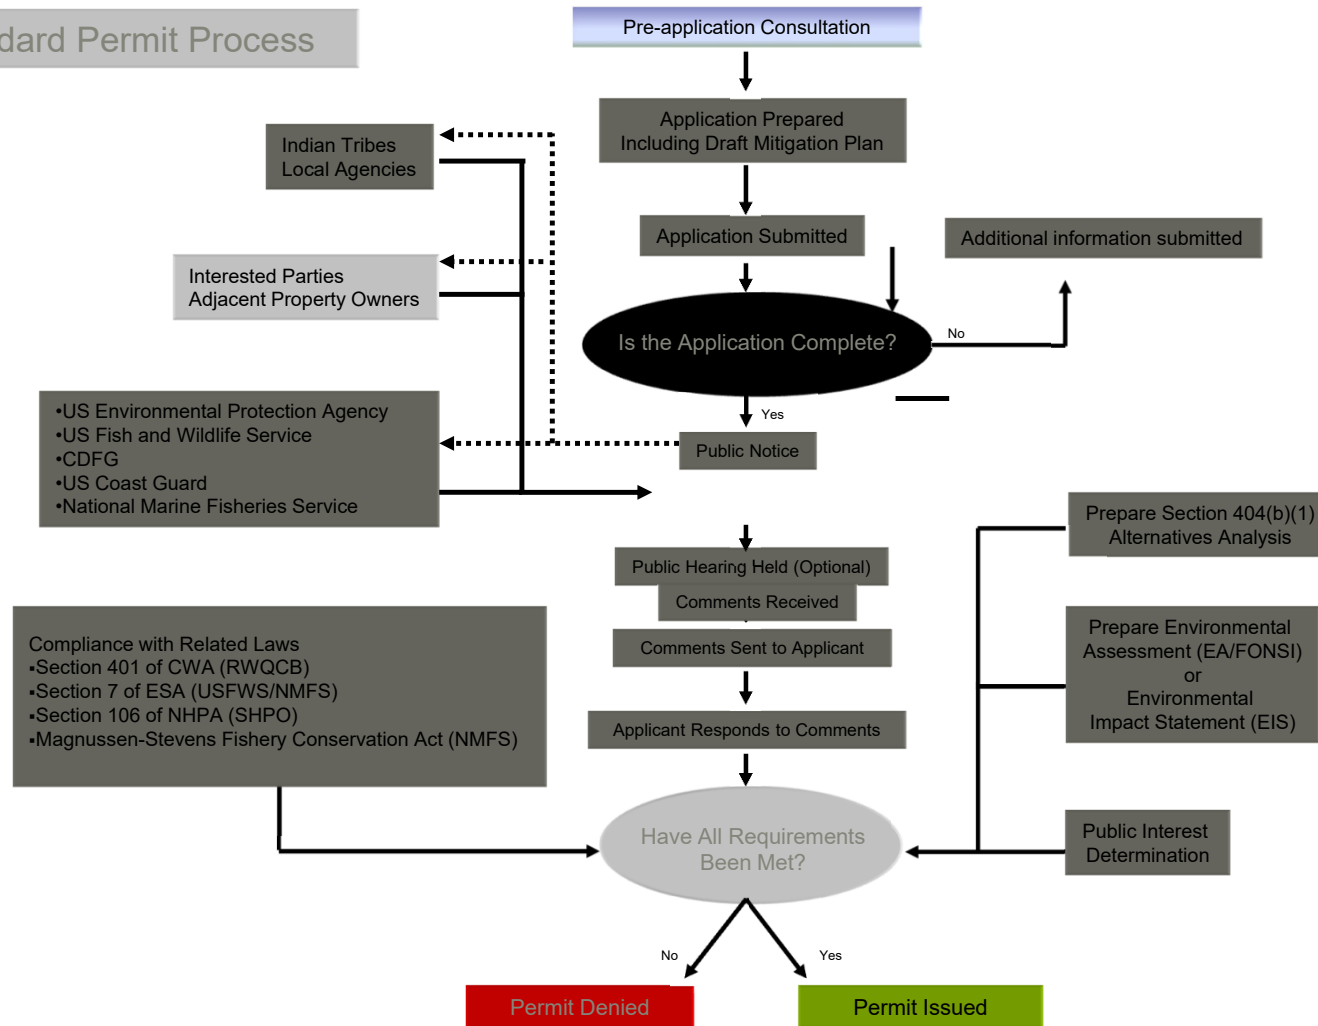 dard Permit Process
Pre-application Consultation
Application Prepared
Including Draft Mitigation Plan
Indian Tribes
Local Agencies
Application Submitted
Additional information submitted
Interested Parties
Adjacent Property Owners
Is the Application Complete?
No
Yes
•US Environmental Protection Agency
•US Fish and Wildlife Service
•CDFG
•US Coast Guard
•National Marine Fisheries Service
Public Notice
Prepare Section 404(b)(1)
Alternatives Analysis
Public Hearing Held (Optional)
Comments Received
Comments Sent to Applicant
Applicant Responds to Comments
Compliance with Related Laws
▪Section 401 of CWA (RWQCB)
▪Section 7 of ESA (USFWS/NMFS)
▪Section 106 of NHPA (SHPO)
▪Magnussen-Stevens Fishery Conservation Act (NMFS)
Prepare Environmental
Assessment (EA/FONSI)
or
Environmental
Impact Statement (EIS)
Public Interest
Determination
Have All Requirements
Been Met?
No
Yes
Permit Denied
Permit Issued